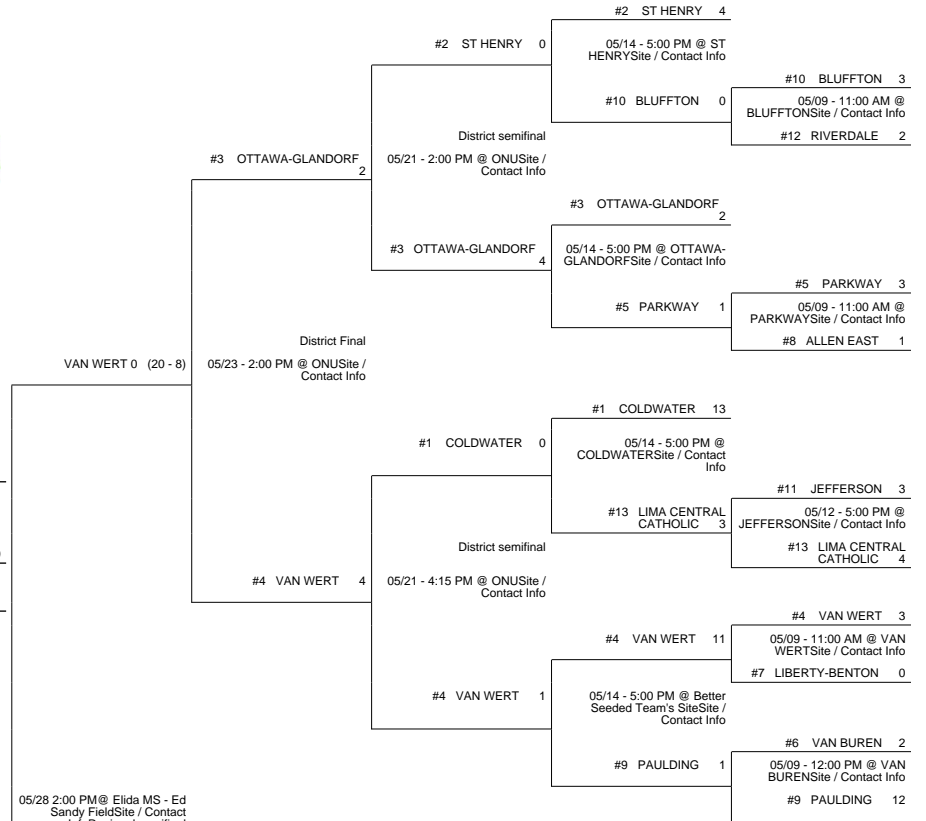 #2 ST HENRY 4
#2 ST HENRY 0
05/14 - 5:00 PM @ ST
HENRYSite / Contact Info
#10 BLUFFTON 3
#10 BLUFFTON 0
05/09 - 11:00 AM @
BLUFFTONSite / Contact Info
#12 RIVERDALE 2
District semifinal
05/21 - 2:00 PM @ ONUSite /
Contact Info
#3 OTTAWA-GLANDORF
2
#3 OTTAWA-GLANDORF
2
#3 OTTAWA-GLANDORF
4
05/14 - 5:00 PM @ OTTAWA-
GLANDORFSite / Contact Info
#5 PARKWAY 3
#5 PARKWAY 1
05/09 - 11:00 AM @
PARKWAYSite / Contact Info
#8 ALLEN EAST 1
District Final
05/23 - 2:00 PM @ ONUSite /
Contact Info
VAN WERT 0 (20 - 8)
#1 COLDWATER 13
#1 COLDWATER 0
05/14 - 5:00 PM @
COLDWATERSite / Contact
Info
#11 JEFFERSON 3
#13 LIMA CENTRAL
CATHOLIC 3
05/12 - 5:00 PM @
JEFFERSONSite / Contact Info
#13 LIMA CENTRAL
CATHOLIC 4
District semifinal
05/21 - 4:15 PM @ ONUSite /
Contact Info
#4 VAN WERT 4
#4 VAN WERT 3
#4 VAN WERT 11
05/09 - 11:00 AM @ VAN
WERTSite / Contact Info
#7 LIBERTY-BENTON 0
#4 VAN WERT 1
05/14 - 5:00 PM @ Better
Seeded Team's SiteSite /
Contact Info
#6 VAN BUREN 2
#9 PAULDING 1
05/09 - 12:00 PM @ VAN
BURENSite / Contact Info
#9 PAULDING 12
05/28 2:00 PM@ Elida MS - Ed
Sandy FieldSite / Contact